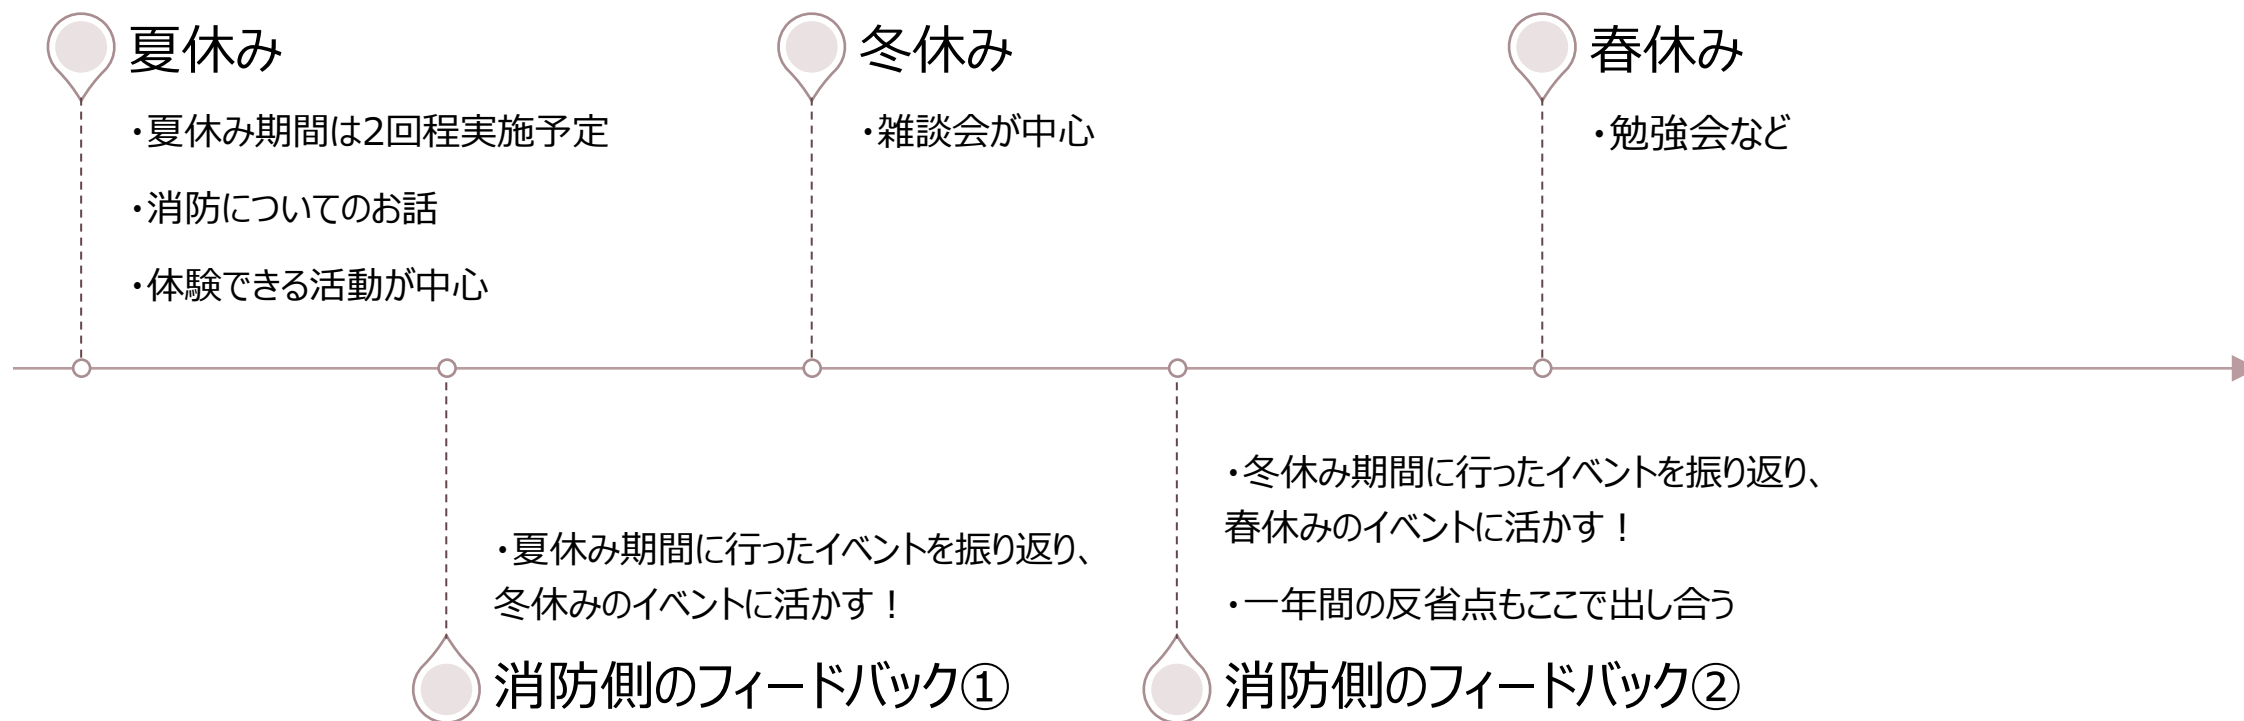 夏休み
・夏休み期間は2回程実施予定
・消防についてのお話
・体験できる活動が中心
冬休み
・雑談会が中心
春休み
・勉強会など
・夏休み期間に行ったイベントを振り返り、
冬休みのイベントに活かす！
消防側のフィードバック①
・冬休み期間に行ったイベントを振り返り、
春休みのイベントに活かす！
・一年間の反省点もここで出し合う
消防側のフィードバック②